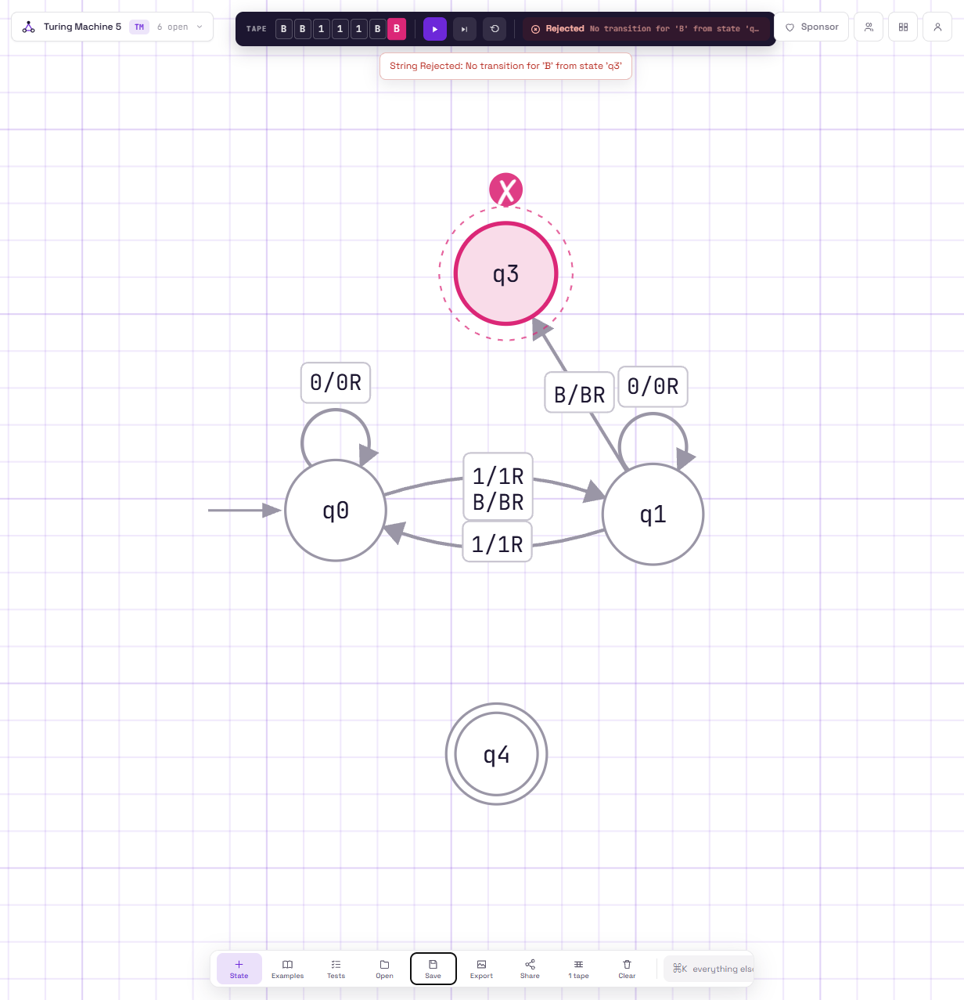 Turing Machine 5 TM 6 open
TAPE B B 1 1 1 B B
Rejected No transition for 'B' from state 'q…
Sponsor
String Rejected: No transition for 'B' from state 'q3'
X
q3
0/0R
B/BR
0/0R
1/1R
B/BR
q0
q1
1/1R
q4
State
Examples
Tests
Open
Save
Export
Share
1 tape
Clear
⌘K everything else